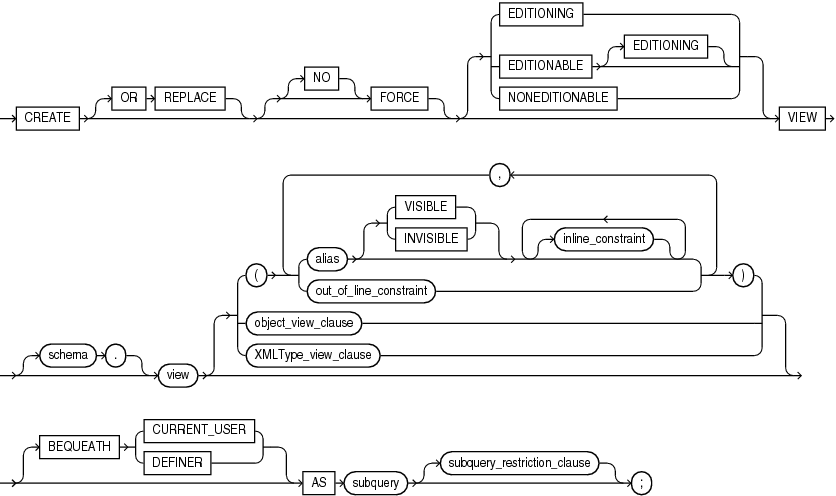 EDITIONING
EDITIONING
NO
EDITIONABLE
OR REPLACE FORCE NONEDITIONABLE
CREATE VIEW
,
VISIBLE
INVISIBLE inline_constraint
alias
( )
out_of_line_constraint
object_view_clause
schema . XMLType_view_clause
view
CURRENT_USER
BEQUEATH
DEFINER subquery_restriction_clause
AS subquery ;